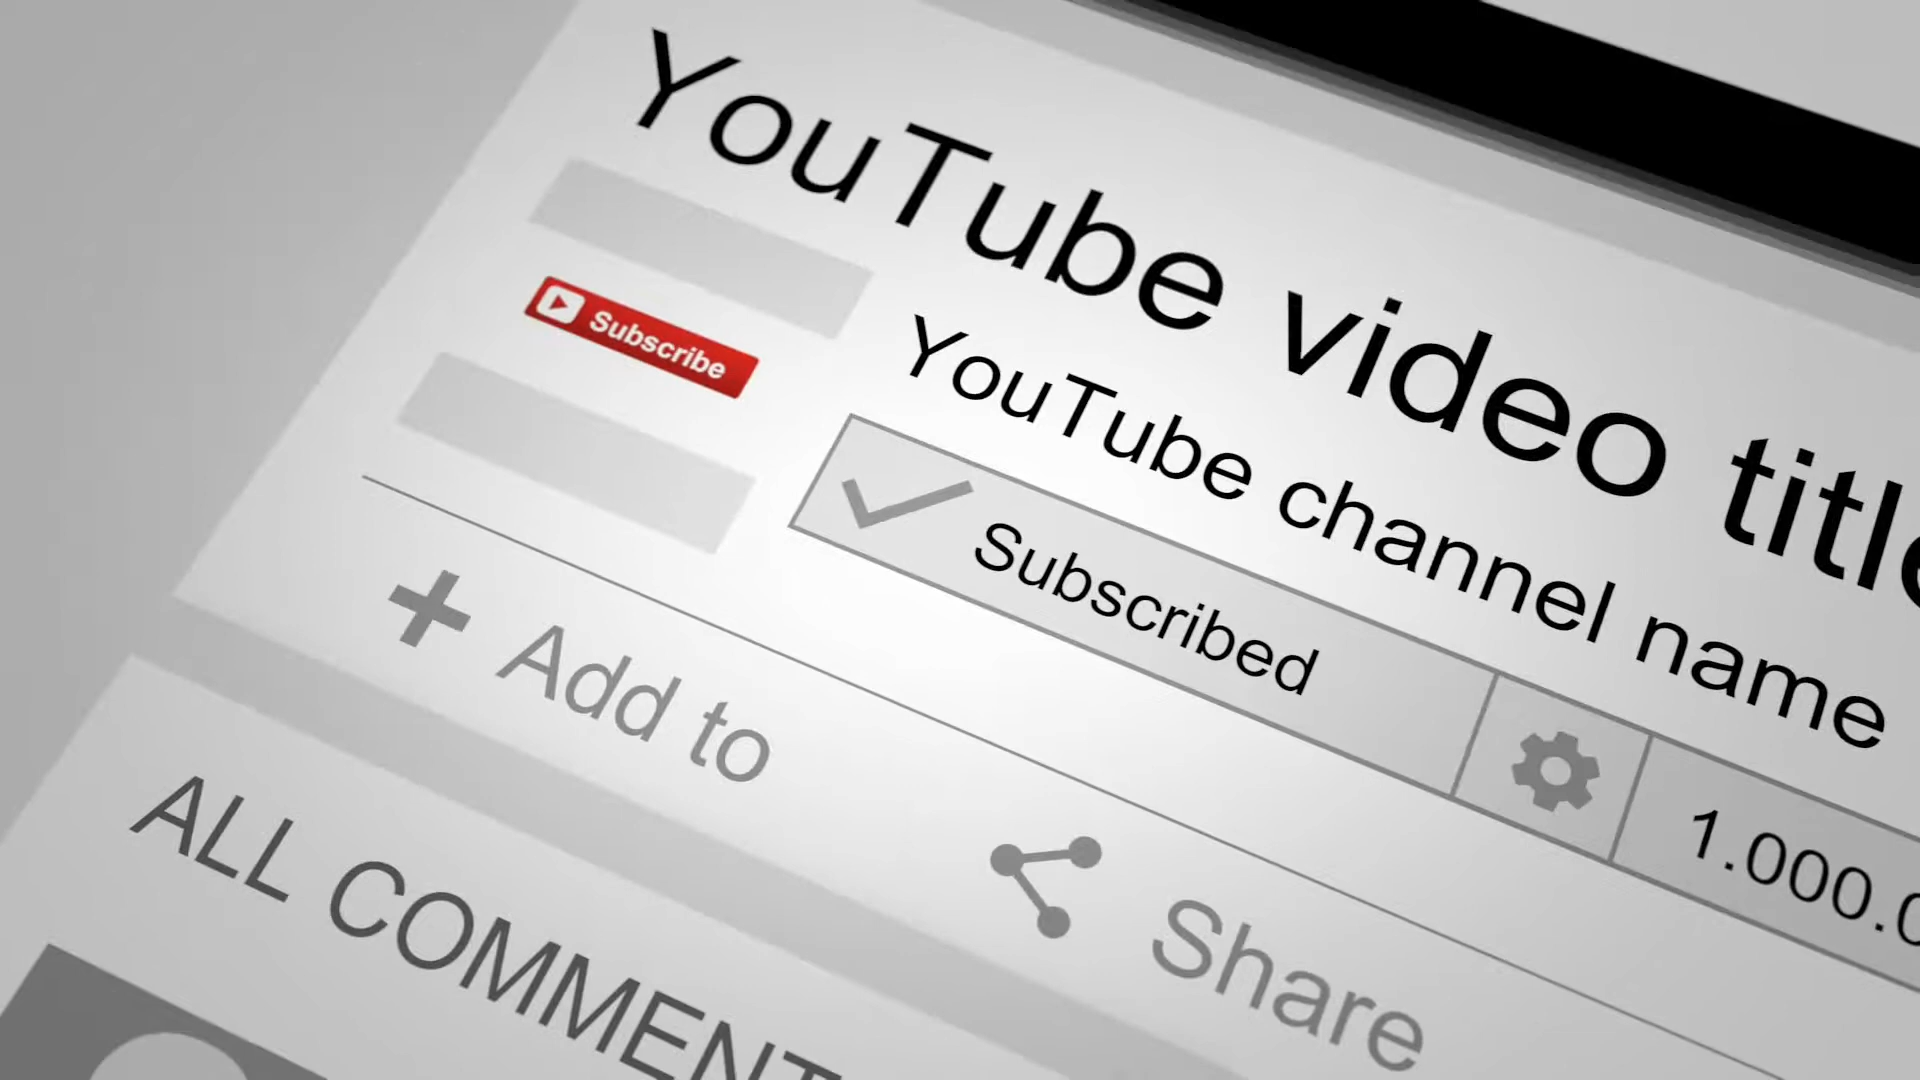 YouTube video title
YouTube channel name
Subscribe
Subscribed
1.000.0
Add to
Share
ALL COMMENT